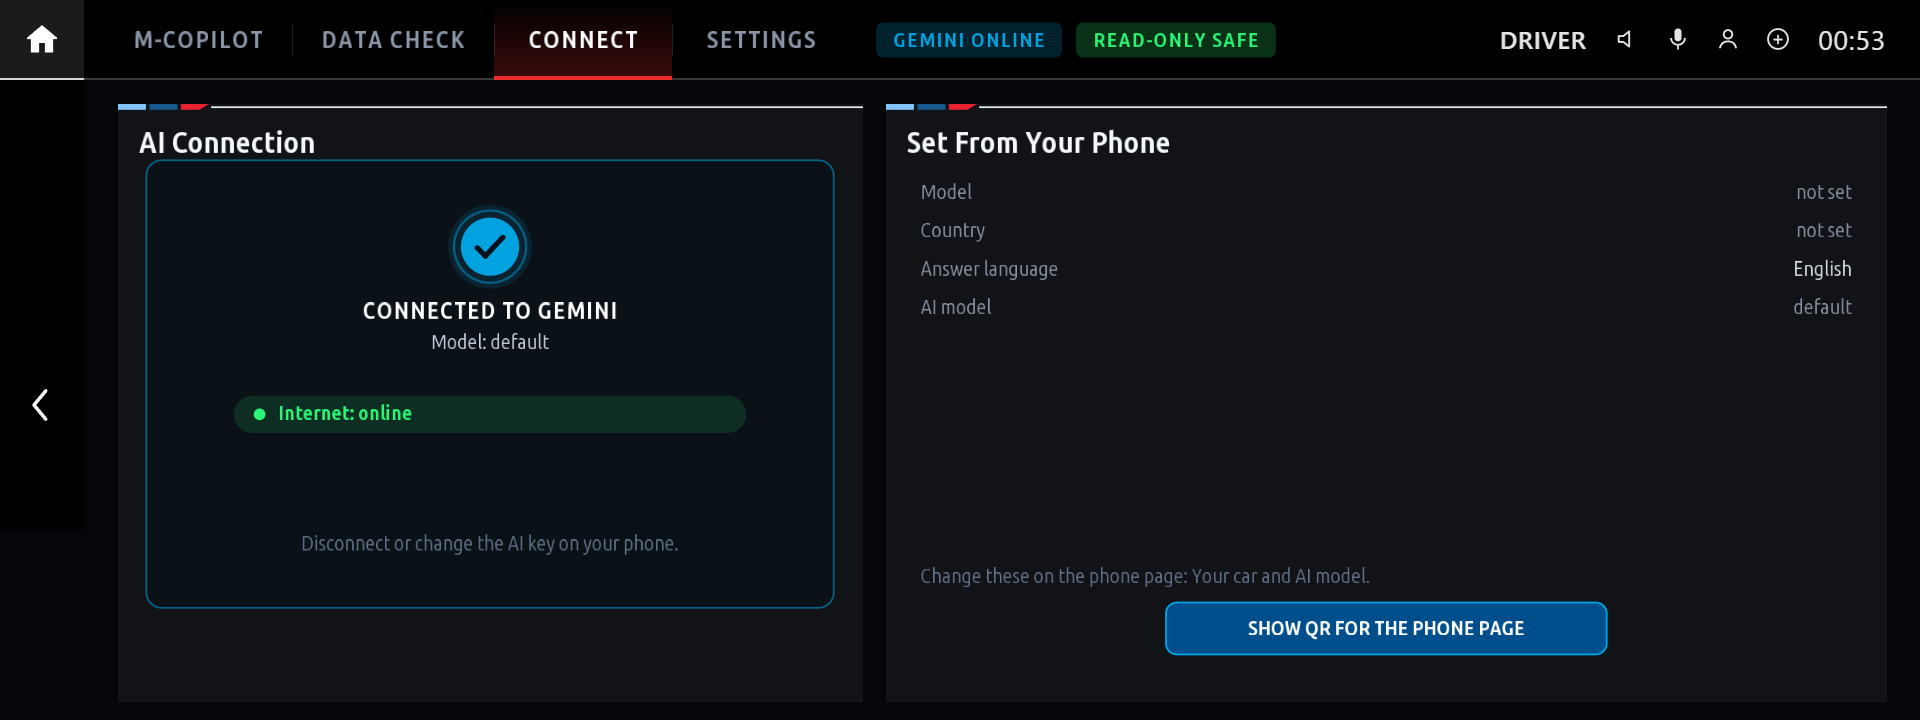 M-COPILOT
DATA CHECK
CONNECT
SETTINGS
GEMINI ONLINE
READ-ONLY SAFE
DRIVER
00:53
AI Connection
CONNECTED TO GEMINI
Model: default
Internet: online
Disconnect or change the AI key on your phone.
Set From Your Phone
Model not set
Country not set
Answer language English
AI model default
Change these on the phone page: Your car and AI model.
SHOW QR FOR THE PHONE PAGE